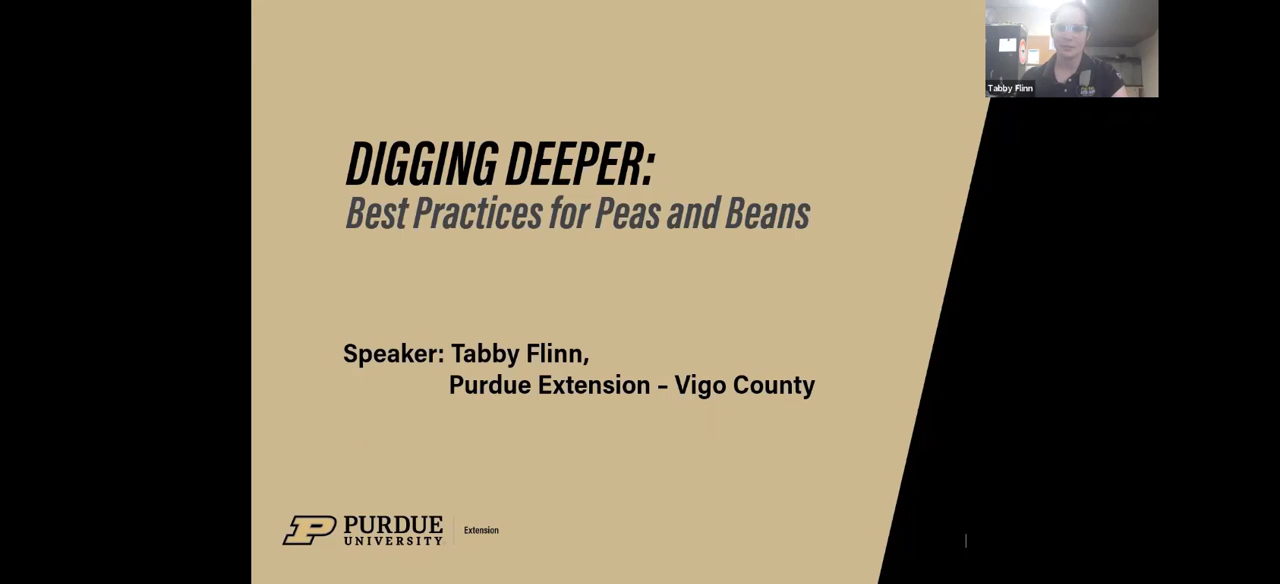 Tabby Flinn
DIGGING DEEPER:
Best Practices for Peas and Beans
Speaker: Tabby Flinn,
Purdue Extension – Vigo County
PURDUE
UNIVERSITY
Extension